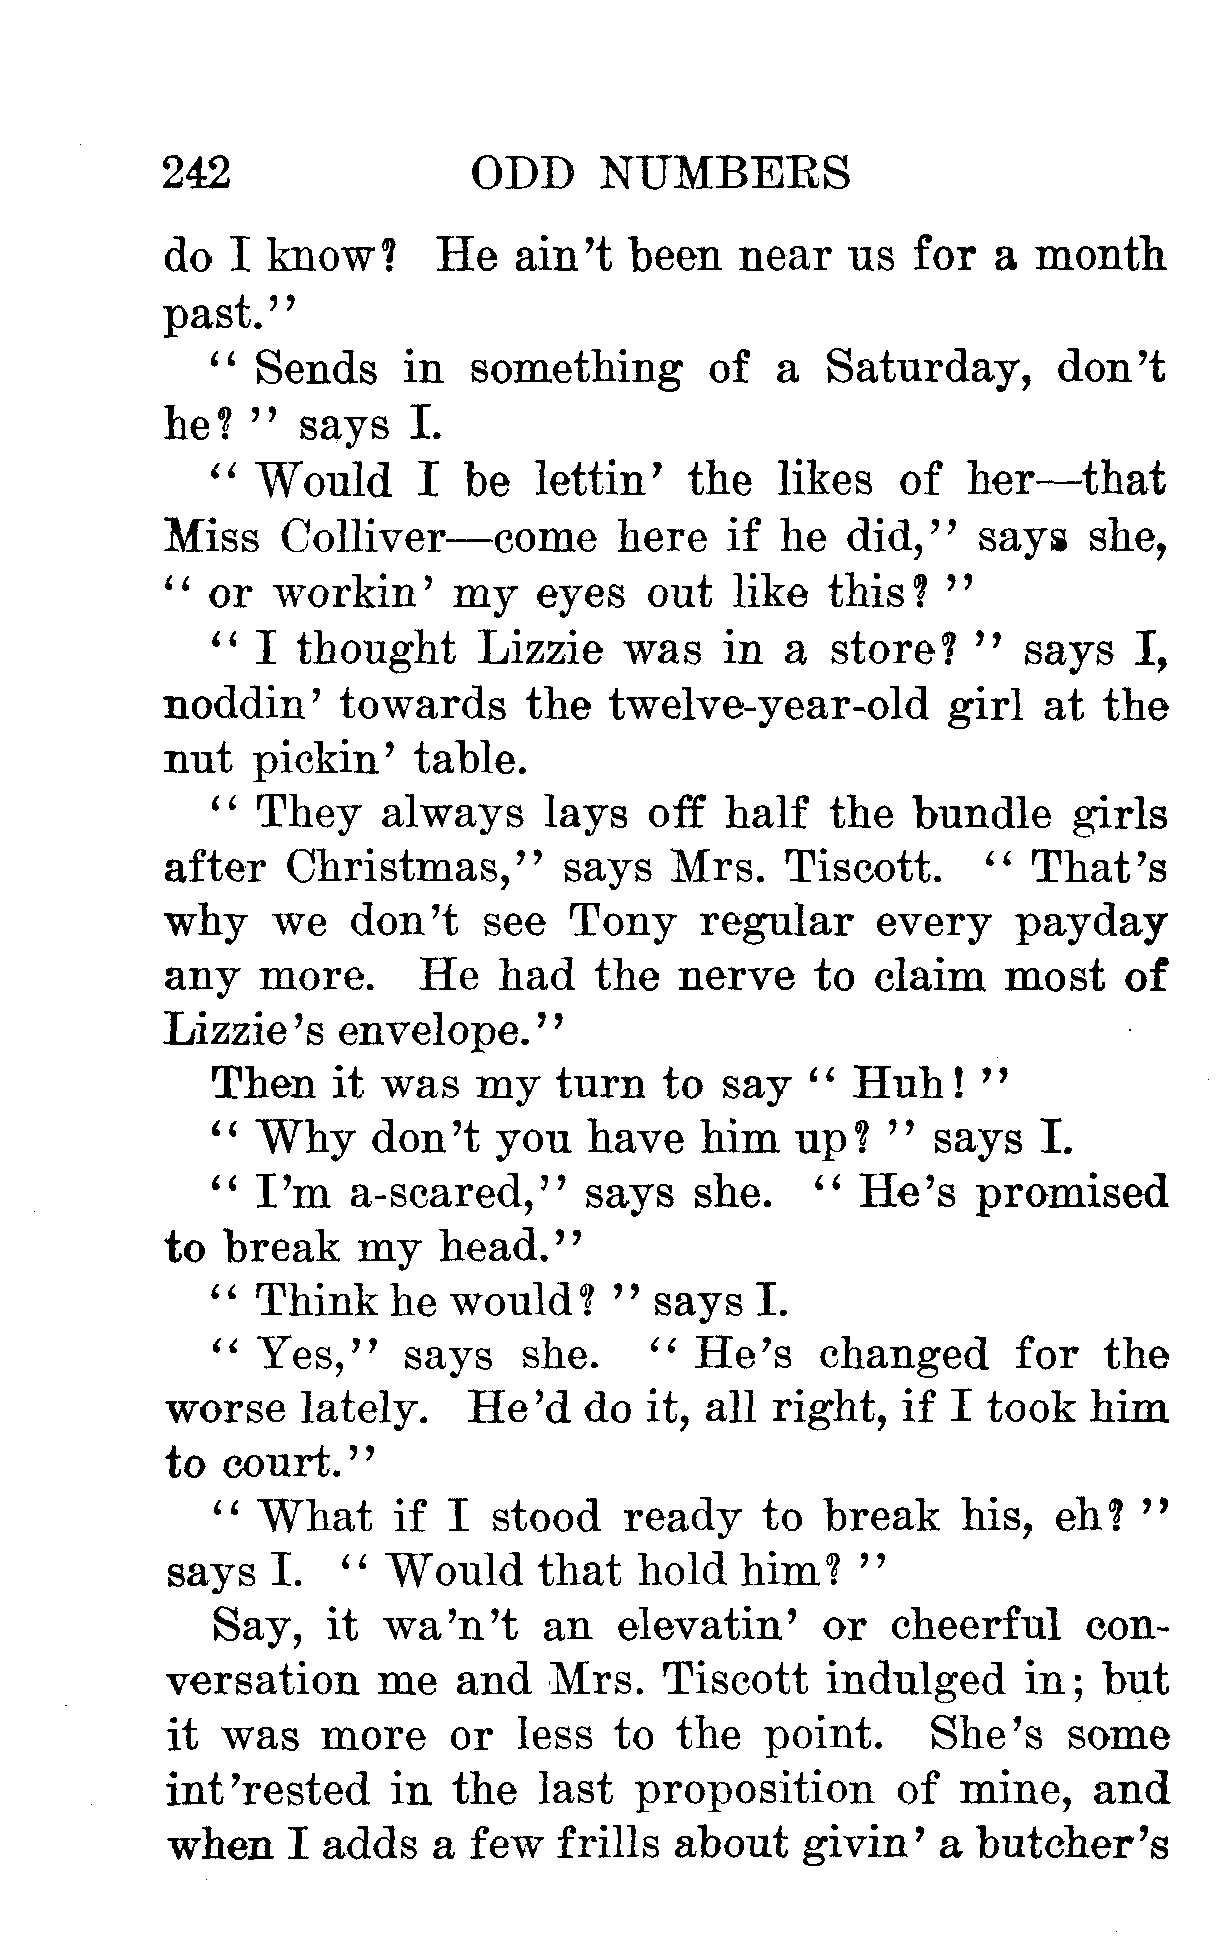 242 ODD NUMBERS
do I know? He ain't been near us for a month
past."
" Sends in something of a Saturday, don't
he? " says I.
" Would I be lettin' the likes of her—that
Miss Colliver—come here if he did," says she,
" or workin' my eyes out like this? "
" I thought Lizzie was in a store? " says I,
noddin' towards the twelve-year-old girl at the
nut pickin' table.
" They always lays off half the bundle girls
after Christmas," says Mrs. Tiscott. " That's
why we don't see Tony regular every payday
any more. He had the nerve to claim most of
Lizzie's envelope."
Then it was my turn to say " Huh! "
" Why don't you have him up? " says I.
" I'm a-scared," says she. " He's promised
to break my head."
" Think he would? " says I.
" Yes," says she. " He's changed for the
worse lately. He'd do it, all right, if I took him
to court."
" What if I stood ready to break his, eh? "
says I. " Would that hold him? "
Say, it wa'n't an elevatin' or cheerful con-
versation me and Mrs. Tiscott indulged in; but
it was more or less to the point. She's some
int'rested in the last proposition of mine, and
when I adds a few frills about givin' a butcher's